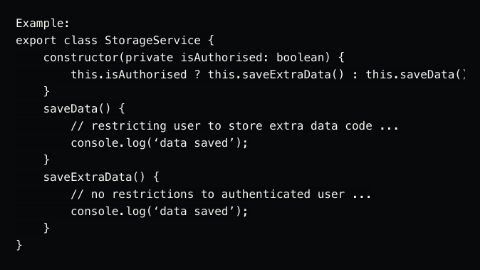 Example:
export class StorageService {
    constructor(private isAuthorised: boolean) {
        this.isAuthorised ? this.saveExtraData() : this.saveData()
    }
    saveData() {
        // restricting user to store extra data code ...
        console.log(‘data saved’);
    }
    saveExtraData() {
        // no restrictions to authenticated user ...
        console.log(‘data saved’);
    }
}